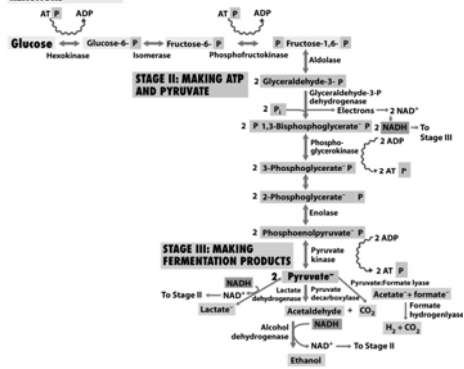 AT P ADP AT P ADP
Glucose Glucose-6- P Fructose-6- P P Fructose-1,6- P
Hexokinase Isomerase Phosphofructokinase
Aldolase
STAGE II: MAKING ATP
AND PYRUVATE
2 Glyceraldehyde-3- P
Glyceraldehyde-3-P
dehydrogenase
2 Pi Electrons 2 NAD+
2 P 1,3-Bisphosphoglycerate− P 2 NADH To
Stage III
Phospho-
glycerokinase
2 ADP
2 AT P
2 3-Phosphoglycerate− P
2 2-Phosphoglycerate− P
Enolase
2 Phosphoenolpyruvate− P
STAGE III: MAKING
FERMENTATION PRODUCTS
Pyruvate
kinase
2 ADP
2 AT P
2 Pyruvate−
Pyruvate:Formate lyase
NADH
To Stage II NAD+
Lactate
dehydrogenase
Pyruvate
decarboxylase
Acetate− + formate−
Lactate−
Acetaldehyde + CO2
Formate
hydrogenlyase
H2 + CO2
Alcohol
dehydrogenase
NADH
NAD+ To Stage II
Ethanol